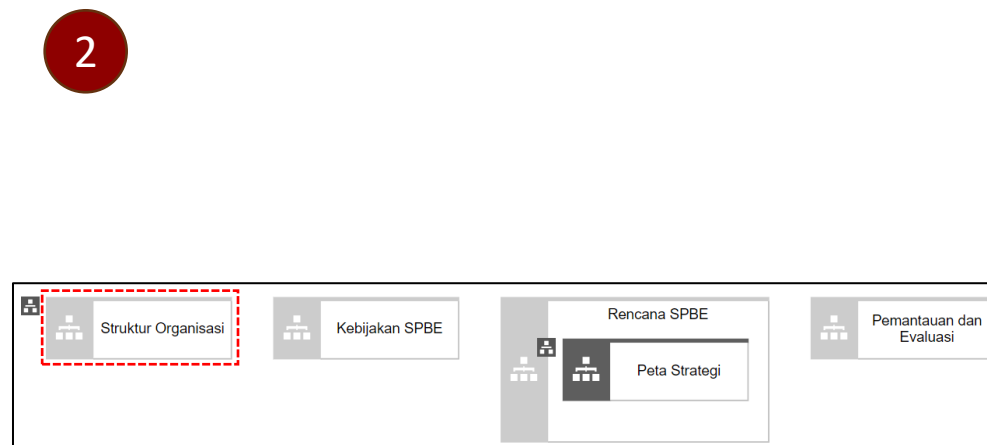 2
Struktur Organisasi
Kebijakan SPBE
Rencana SPBE
Peta Strategi
Pemantauan dan
Evaluasi